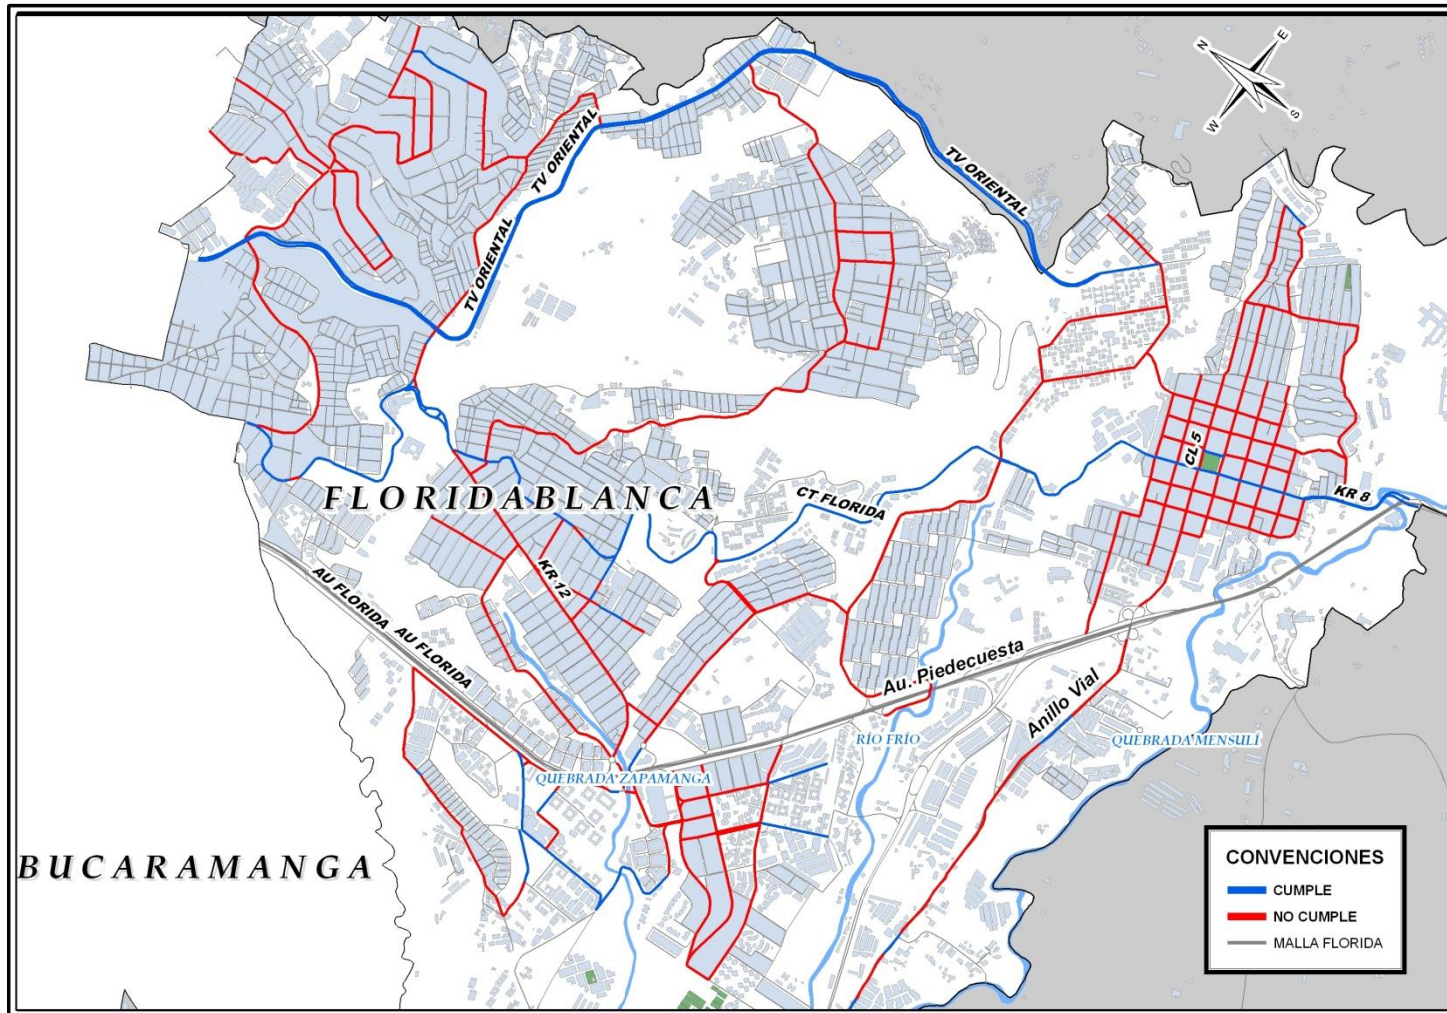 N
E
W
S
TV ORIENTAL
TV ORIENTAL
TV ORIENTAL
CL 5
KR 8
FLORIDABLANCA
CT FLORIDA
KR 12
AU FLORIDA
AU FLORIDA
Au. Piedecuesta
Anillo Vial
RÍO FRÍO
QUEBRADA MENSULÍ
QUEBRADA ZAPAMANGA
BUCARAMANGA
CONVENCIONES
CUMPLE
NO CUMPLE
MALLA FLORIDA